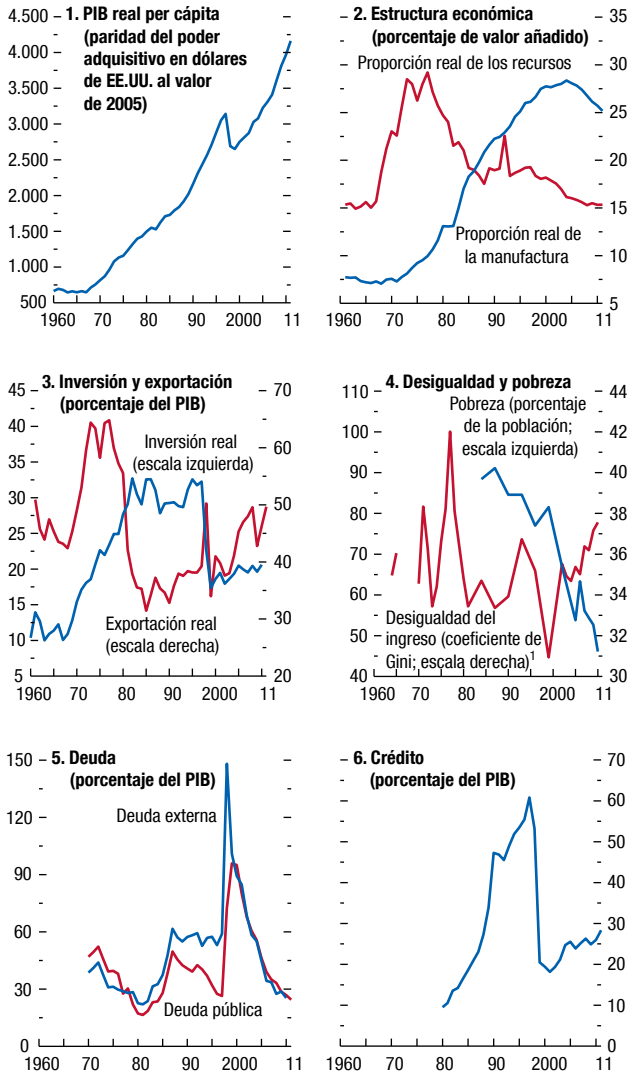 1. PIB real per cápita
(paridad del poder
adquisitivo en dólares
de EE.UU. al valor
de 2005)
4.500
4.000
3.500
3.000
2.500
2.000
1.500
1.000
500
1960 70 80 90 2000 11
2. Estructura económica
(porcentaje de valor añadido)
Proporción real de los recursos
Proporción real de
la manufactura
35
30
25
20
15
10
5
1960 70 80 90 2000 11
3. Inversión y exportación
(porcentaje del PIB)
Inversión real
(escala izquierda)
Exportación real
(escala derecha)
45
40
35
30
25
20
15
10
5
70
60
50
40
30
20
1960 70 80 90 2000 11
4. Desigualdad y pobreza
Pobreza (porcentaje
de la población;
escala izquierda)
Desigualdad del
ingreso (coeficiente de
Gini; escala derecha)¹
110
100
90
80
70
60
50
40
44
42
40
38
36
34
32
30
1960 70 80 90 2000 11
5. Deuda
(porcentaje del PIB)
Deuda externa
Deuda pública
150
120
90
60
30
0
1960 70 80 90 2000 11
6. Crédito
(porcentaje del PIB)
70
60
50
40
30
20
10
0
1960 70 80 90 2000 11